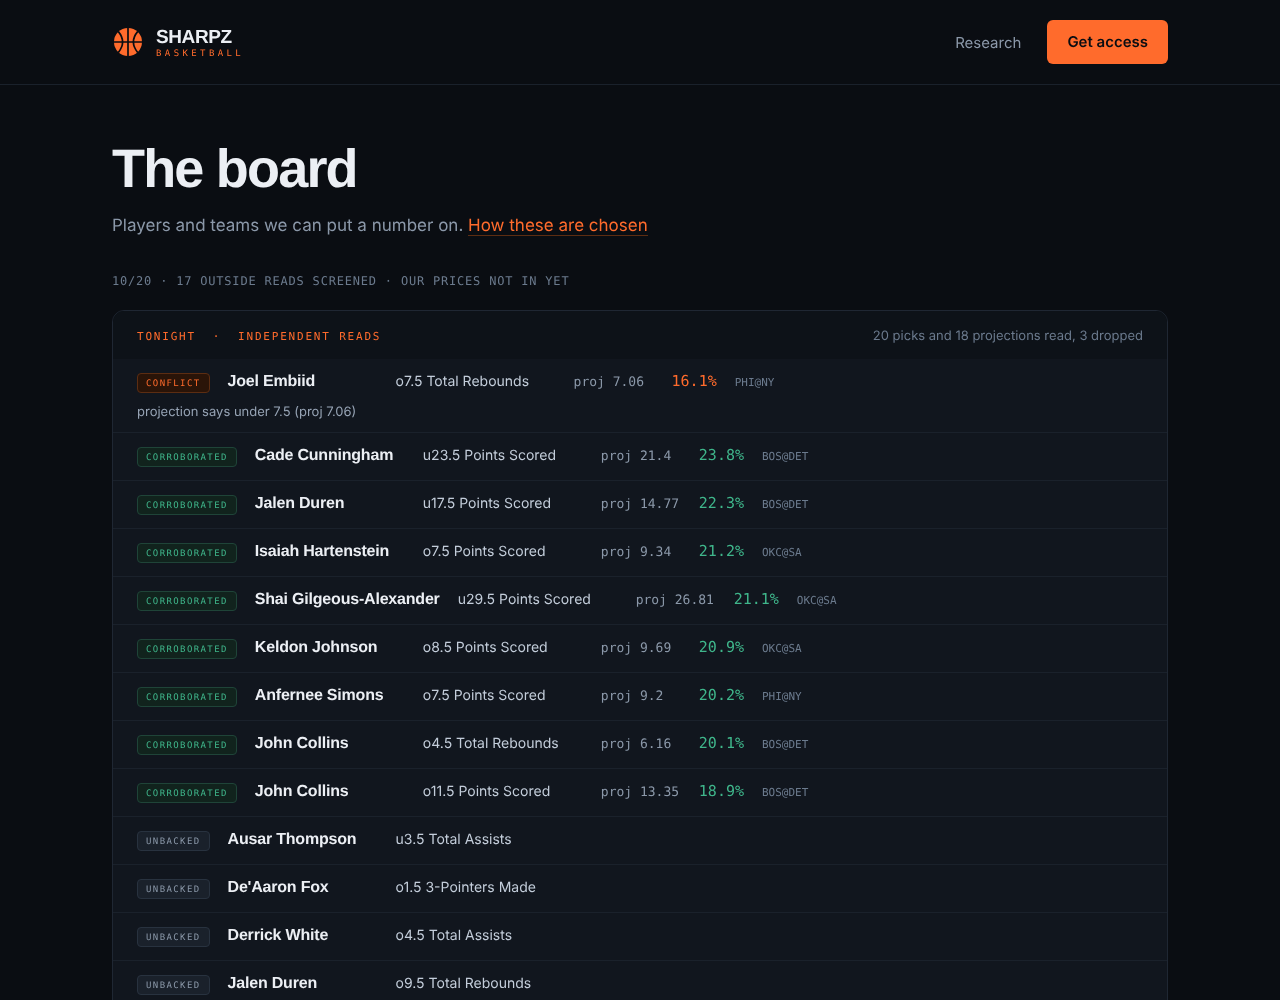 SHARPZ
BASKETBALL
Research
Get access
The board
Players and teams we can put a number on. How these are chosen
10/20 · 17 OUTSIDE READS SCREENED · OUR PRICES NOT IN YET
TONIGHT · INDEPENDENT READS
20 picks and 18 projections read, 3 dropped
CONFLICT Joel Embiid o7.5 Total Rebounds proj 7.06 16.1% PHI@NY
projection says under 7.5 (proj 7.06)
CORROBORATED Cade Cunningham u23.5 Points Scored proj 21.4 23.8% BOS@DET
CORROBORATED Jalen Duren u17.5 Points Scored proj 14.77 22.3% BOS@DET
CORROBORATED Isaiah Hartenstein o7.5 Points Scored proj 9.34 21.2% OKC@SA
CORROBORATED Shai Gilgeous-Alexander u29.5 Points Scored proj 26.81 21.1% OKC@SA
CORROBORATED Keldon Johnson o8.5 Points Scored proj 9.69 20.9% OKC@SA
CORROBORATED Anfernee Simons o7.5 Points Scored proj 9.2 20.2% PHI@NY
CORROBORATED John Collins o4.5 Total Rebounds proj 6.16 20.1% BOS@DET
CORROBORATED John Collins o11.5 Points Scored proj 13.35 18.9% BOS@DET
UNBACKED Ausar Thompson u3.5 Total Assists
UNBACKED De'Aaron Fox o1.5 3-Pointers Made
UNBACKED Derrick White o4.5 Total Assists
UNBACKED Jalen Duren o9.5 Total Rebounds